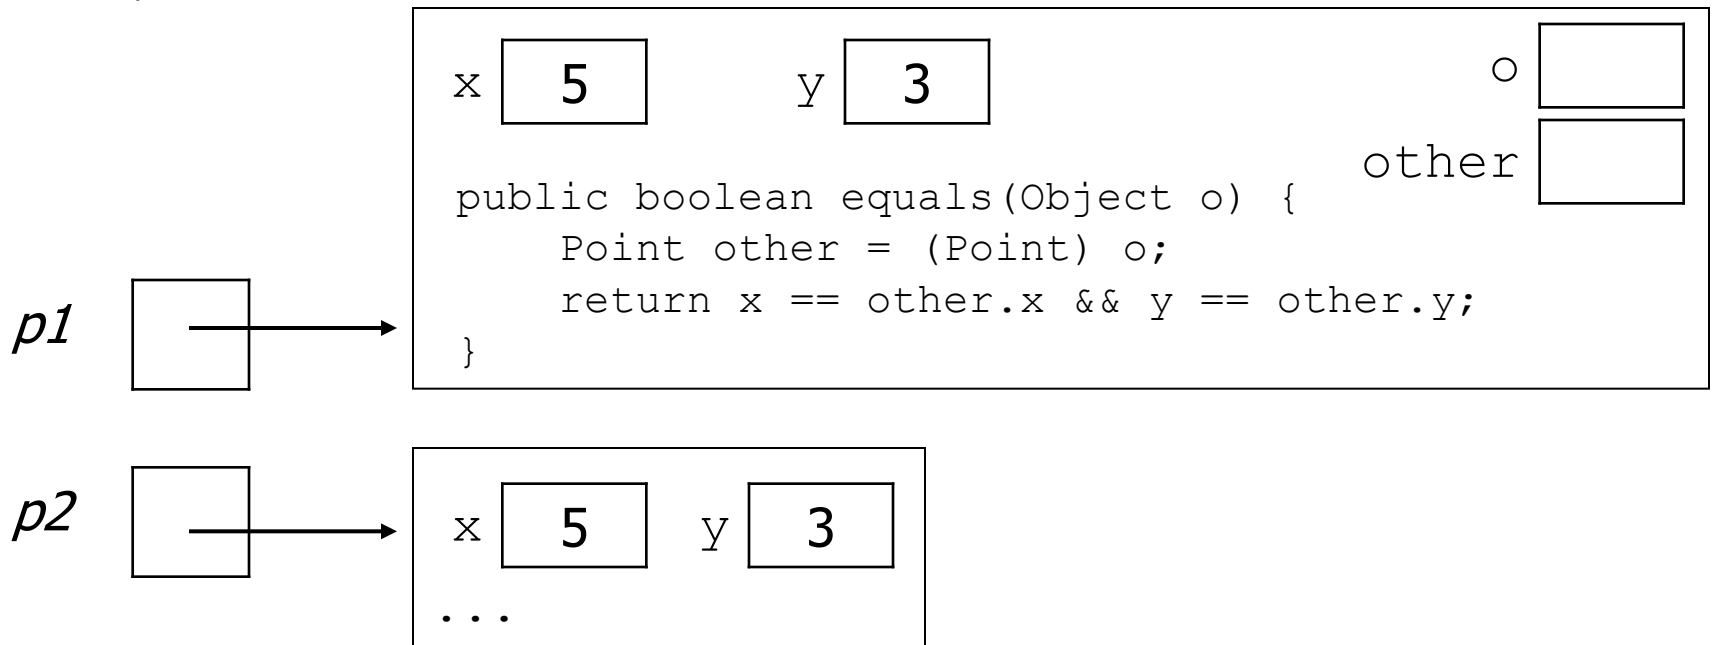 x 5 y 3 o
other
public boolean equals(Object o) {
    Point other = (Point) o;
    return x == other.x && y == other.y;
}
p1
p2
x 5 y 3
...